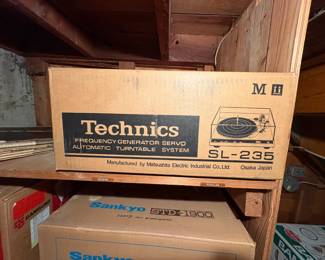 M 11
Technics
FREQUENCY GENERATOR SERVO
AUTOMATIC TURNTABLE SYSTEM
SL-235
Manufactured by Matsushita Electric Industrial Co., Ltd.
Osaka Japan
Sankyo
STD-1900
Sankyo